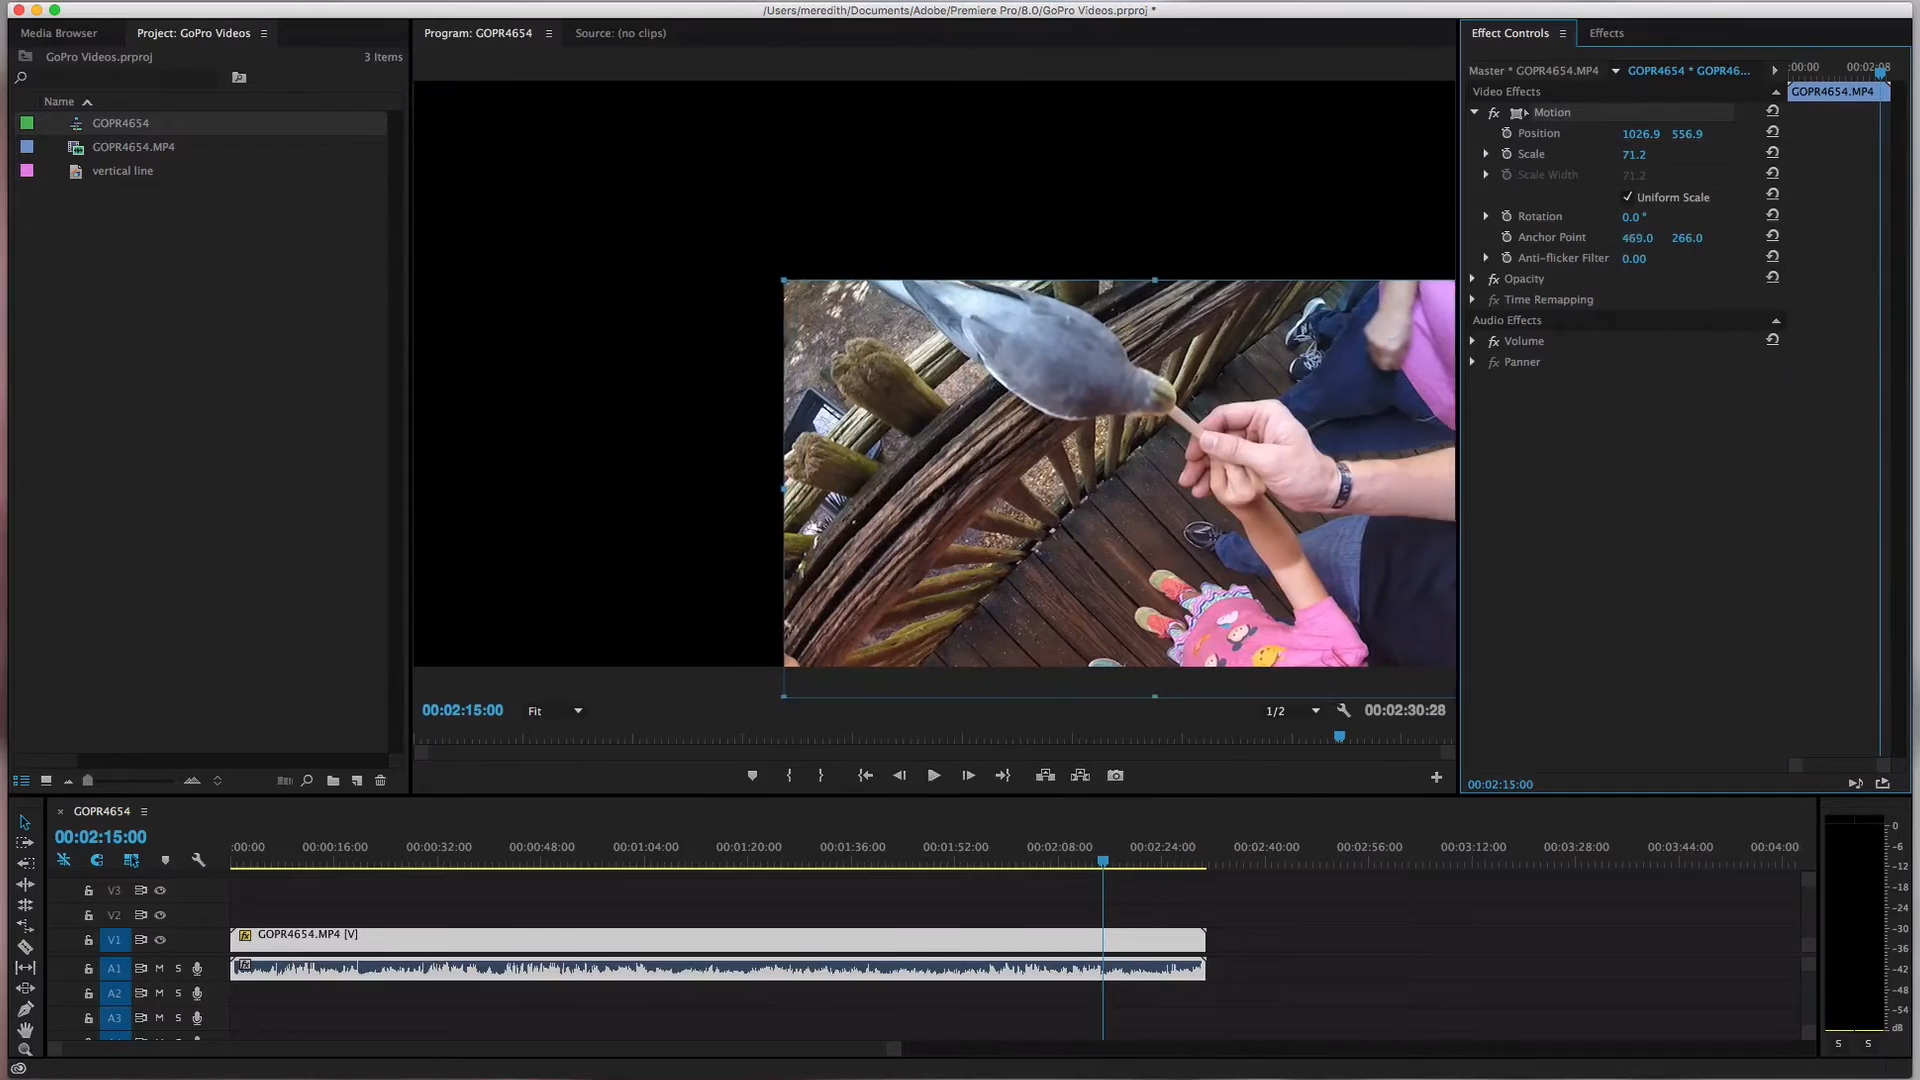 /Users/meredith/Documents/Adobe/Premiere Pro/8.0/GoPro Videos.prproj *
Media Browser
Project: GoPro Videos
GoPro Videos.prproj
3 Items
Name
GOPR4654
GOPR4654.MP4
vertical line
Program: GOPR4654
Source: (no clips)
00:02:15:00
Fit
1/2
00:02:30:28
Effect Controls
Effects
Master * GOPR4654.MP4
GOPR4654 * GOPR46...
:00:00
00:02:08
Video Effects
GOPR4654.MP4
fx Motion
Position 1026.9 556.9
Scale 71.2
Scale Width 71.2
Uniform Scale
Rotation 0.0 °
Anchor Point 469.0 266.0
Anti-flicker Filter 0.00
fx Opacity
fx Time Remapping
Audio Effects
fx Volume
fx Panner
00:02:15:00
× GOPR4654
00:02:15:00
:00:00 00:00:16:00 00:00:32:00 00:00:48:00 00:01:04:00 00:01:20:00 00:01:36:00 00:01:52:00 00:02:08:00 00:02:24:00 00:02:40:00 00:02:56:00 00:03:12:00 00:03:28:00 00:03:44:00 00:04:00
V3
V2
V1
fx GOPR4654.MP4 [V]
A1 M S
fx
A2 M S
A3 M S
0
-6
-12
-18
-24
-30
-36
-42
-48
-54
dB
S S